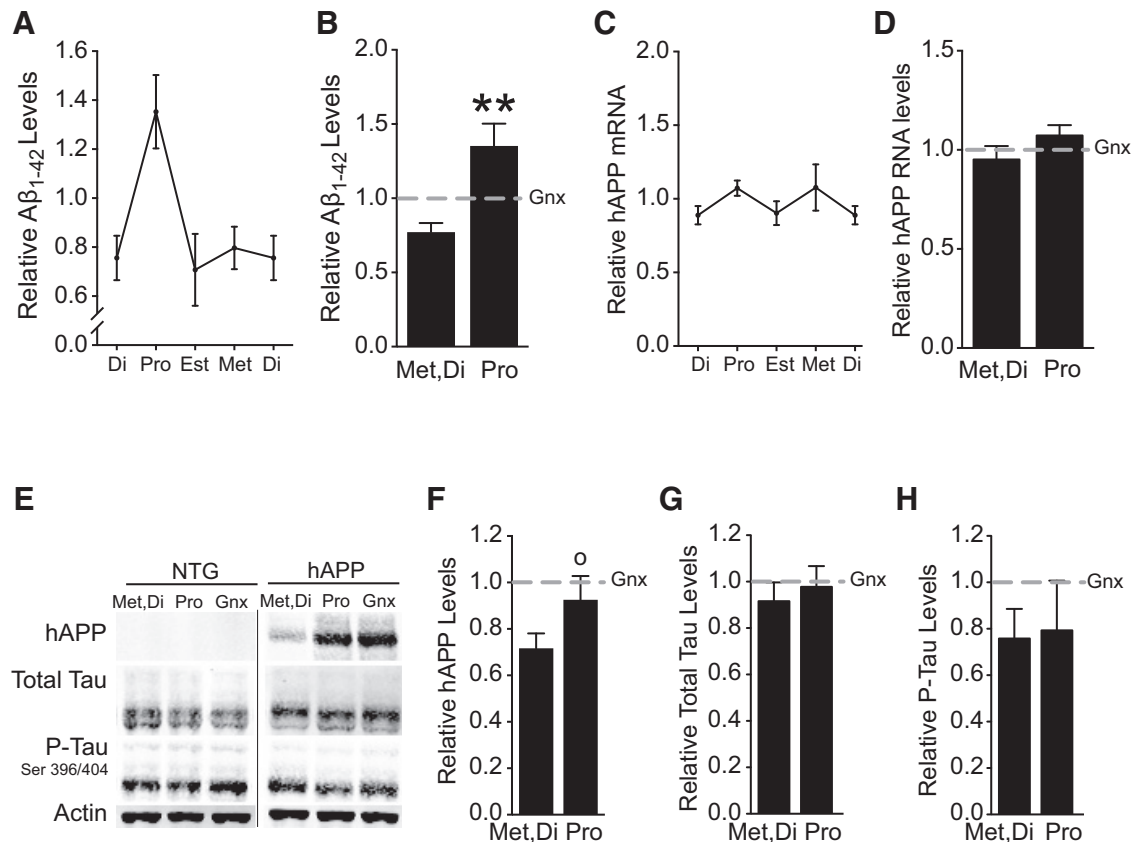 A
Relative Aβ1-42 Levels
1.6
1.4
1.2
1.0
0.8
0.6
0.0
Di Pro Est Met Di
B
Relative Aβ1-42 Levels
2.0
1.5
1.0
0.5
0.0
**
Gnx
Met,Di Pro
C
Relative hAPP mRNA
2.0
1.5
1.0
0.5
0.0
Di Pro Est Met Di
D
Relative hAPP RNA levels
1.5
1.0
0.5
0.0
Gnx
Met,Di Pro
E
NTG hAPP
Met,Di Pro Gnx Met,Di Pro Gnx
hAPP
Total Tau
P-Tau
Ser 396/404
Actin
F
Relative hAPP Levels
1.2
1.0
0.8
0.6
0.4
0.2
0.0
o
Gnx
Met,Di Pro
G
Relative Total Tau Levels
1.2
1.0
0.8
0.6
0.4
0.2
0.0
Gnx
Met,Di Pro
H
Relative P-Tau Levels
1.2
1.0
0.8
0.6
0.4
0.2
0.0
Gnx
Met,Di Pro